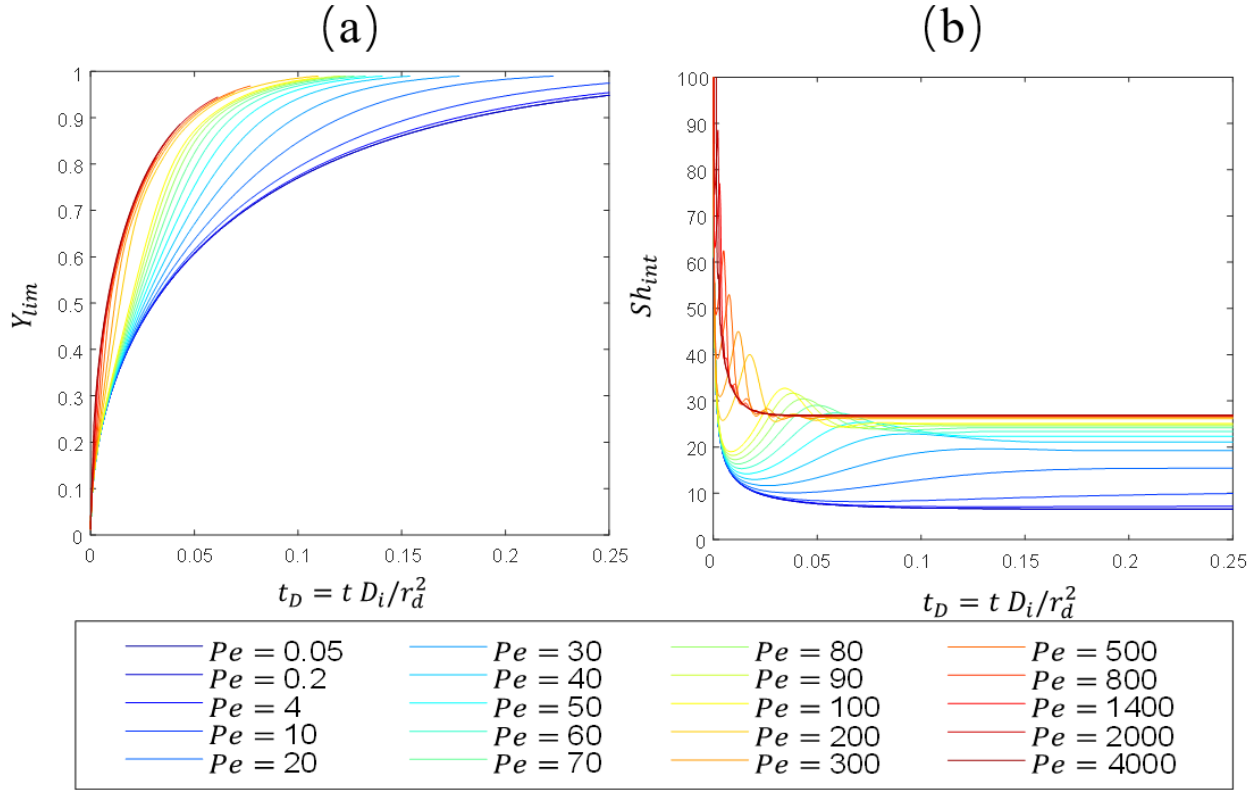 (a)
(b)
1
0.9
0.8
0.7
0.6
0.5
0.4
0.3
0.2
0.1
0
Y_{lim}
0
0.05
0.1
0.15
0.2
0.25
t_D = t D_i/r_d^2
100
90
80
70
60
50
40
30
20
10
0
Sh_{int}
0
0.05
0.1
0.15
0.2
0.25
t_D = t D_i/r_d^2
Pe = 0.05
Pe = 0.2
Pe = 4
Pe = 10
Pe = 20
Pe = 30
Pe = 40
Pe = 50
Pe = 60
Pe = 70
Pe = 80
Pe = 90
Pe = 100
Pe = 200
Pe = 300
Pe = 500
Pe = 800
Pe = 1400
Pe = 2000
Pe = 4000